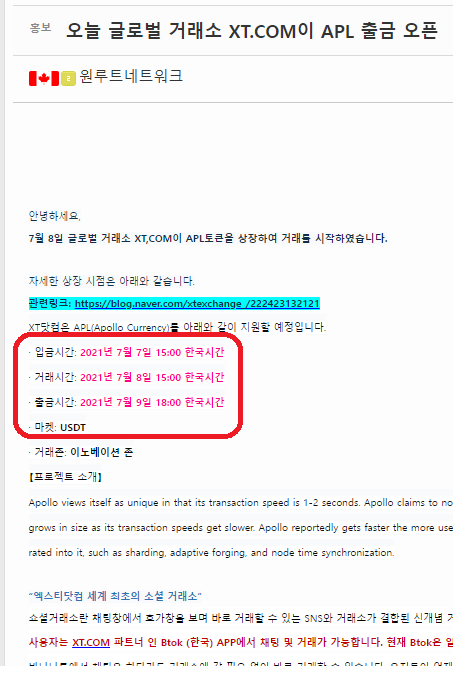 홍보 오늘 글로벌 거래소 XT.COM이 APL 출금 오픈
원루트네트워크
안녕하세요,
7월 8일 글로벌 거래소 XT,COM이 APL토큰을 상장하여 거래를 시작하였습니다.
자세한 상장 시점은 아래와 같습니다.
관련링크: https://blog.naver.com/xtexchange /222423132121
XT닷컴은 APL(Apollo Currency)를 아래와 같이 지원할 예정입니다.
· 입금시간: 2021년 7월 7일 15:00 한국시간
· 거래시간: 2021년 7월 8일 15:00 한국시간
· 출금시간: 2021년 7월 9일 18:00 한국시간
· 마켓: USDT
· 거래존: 이노베이션 존
【프로젝트 소개】
Apollo views itself as unique in that its transaction speed is 1-2 seconds. Apollo claims to no
grows in size as its transaction speeds get slower. Apollo reportedly gets faster the more use
rated into it, such as sharding, adaptive forging, and node time synchronization.
“엑스티닷컴 세계 최초의 소셜 거래소”
쇼셜거래소란 채팅창에서 호가창을 보며 바로 거래할 수 있는 SNS와 거래소가 결합된 신개념
사용자는 XT.COM 파트너 인 Btok (한국) APP에서 채팅 및 거래가 가능합니다. 현재 Btok은